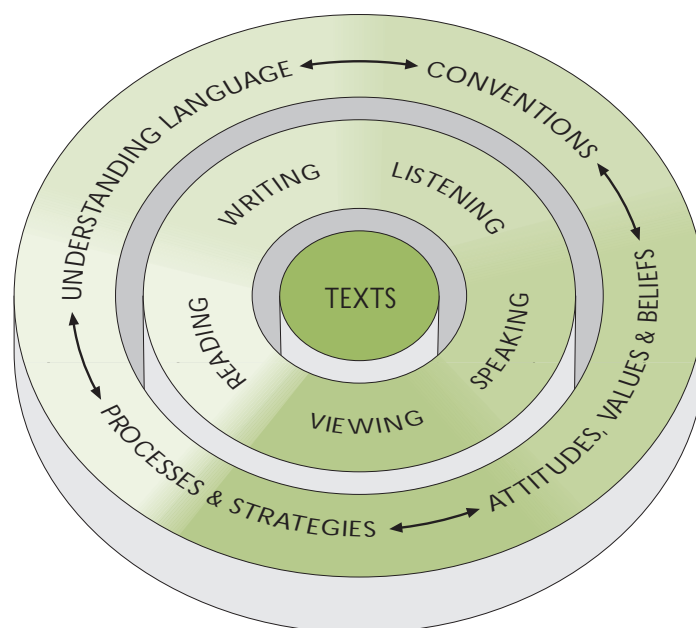 UNDERSTANDING LANGUAGE
CONVENTIONS
ATTITUDES, VALUES & BELIEFS
PROCESSES & STRATEGIES
WRITING
LISTENING
SPEAKING
VIEWING
READING
TEXTS